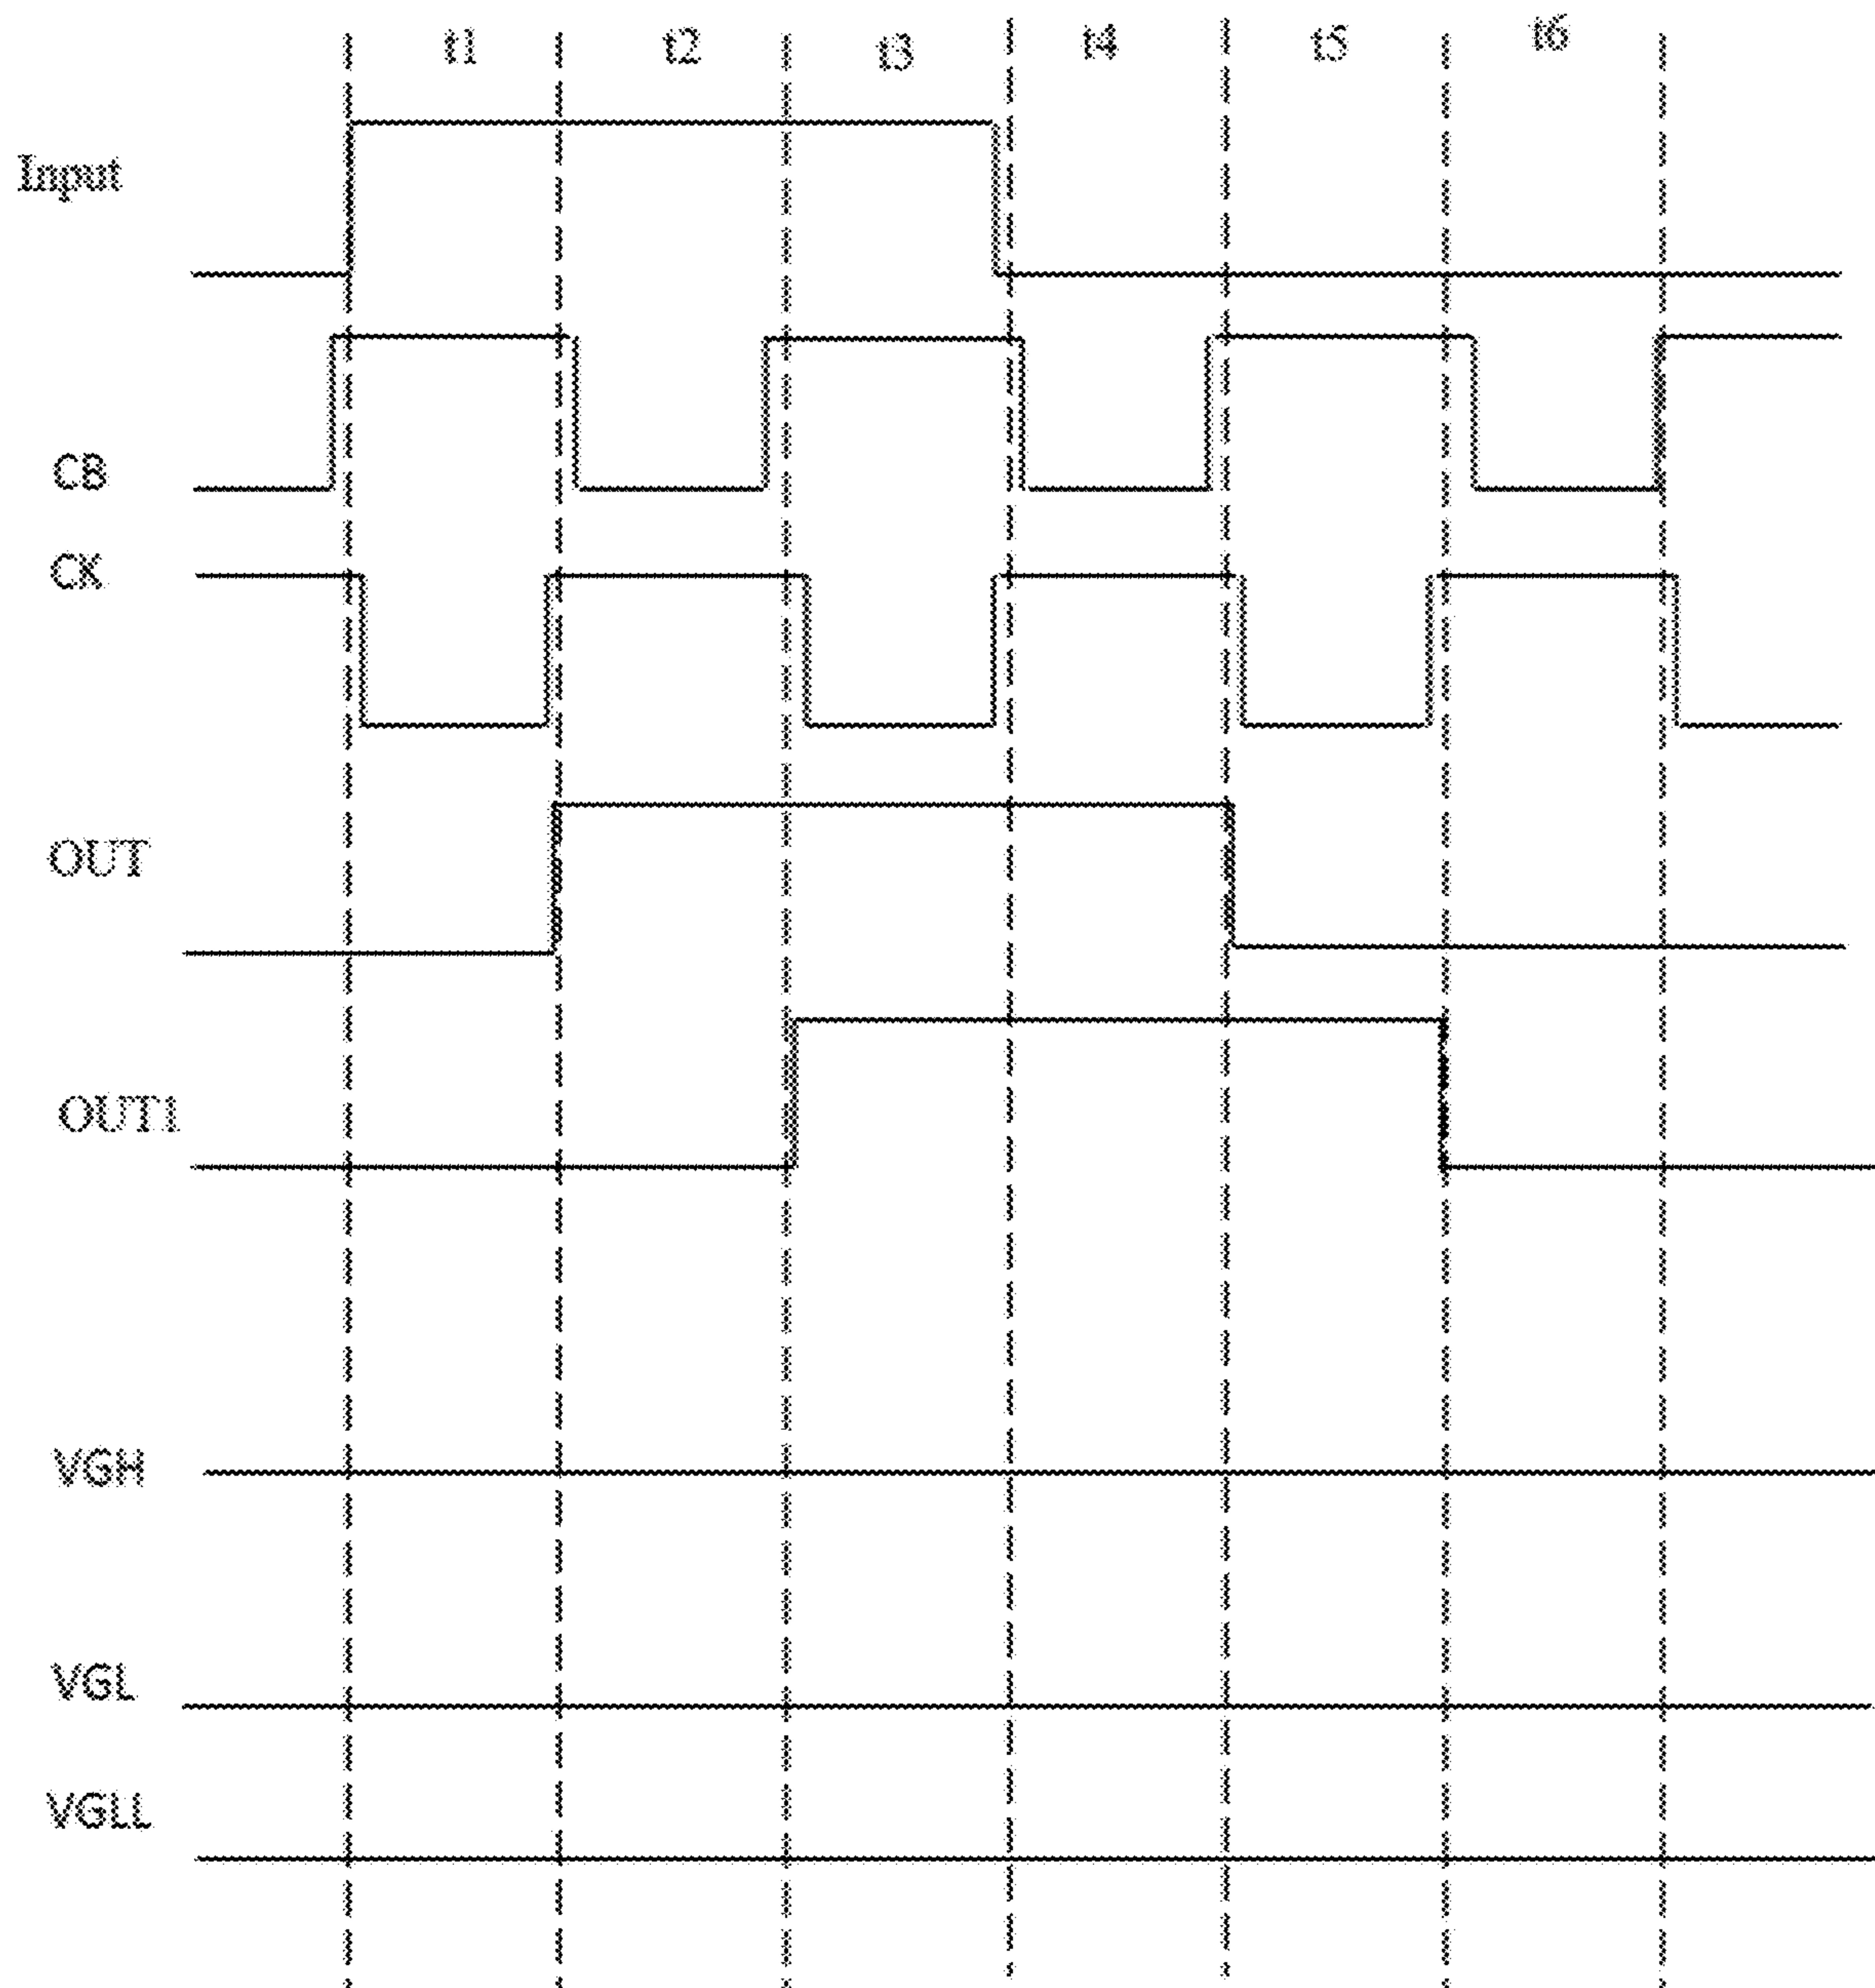 t1 t2 t3 t4 t5 t6
Input
CB
CK
OUT
OUT1
VGH
VGL
VGLL